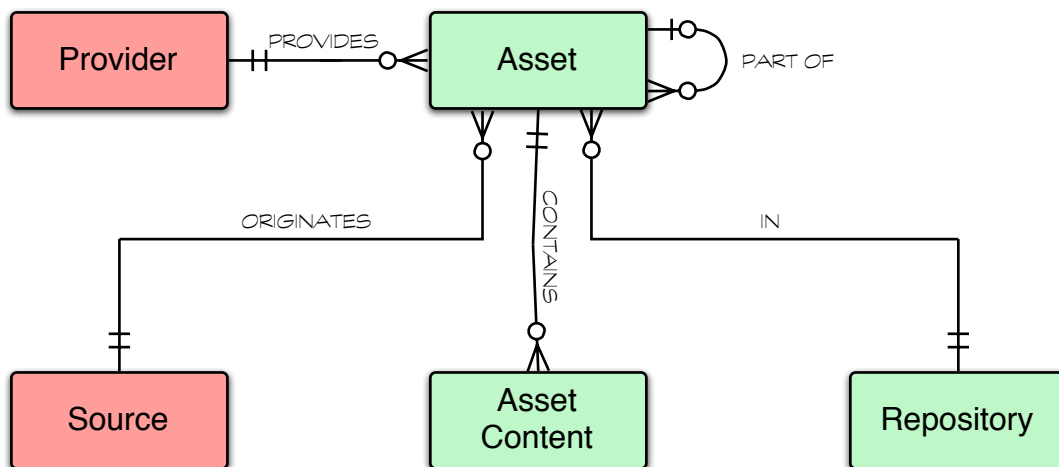 Provider
PROVIDES
Asset
PART OF
ORIGINATES
CONTAINS
IN
Source
Asset
Content
Repository